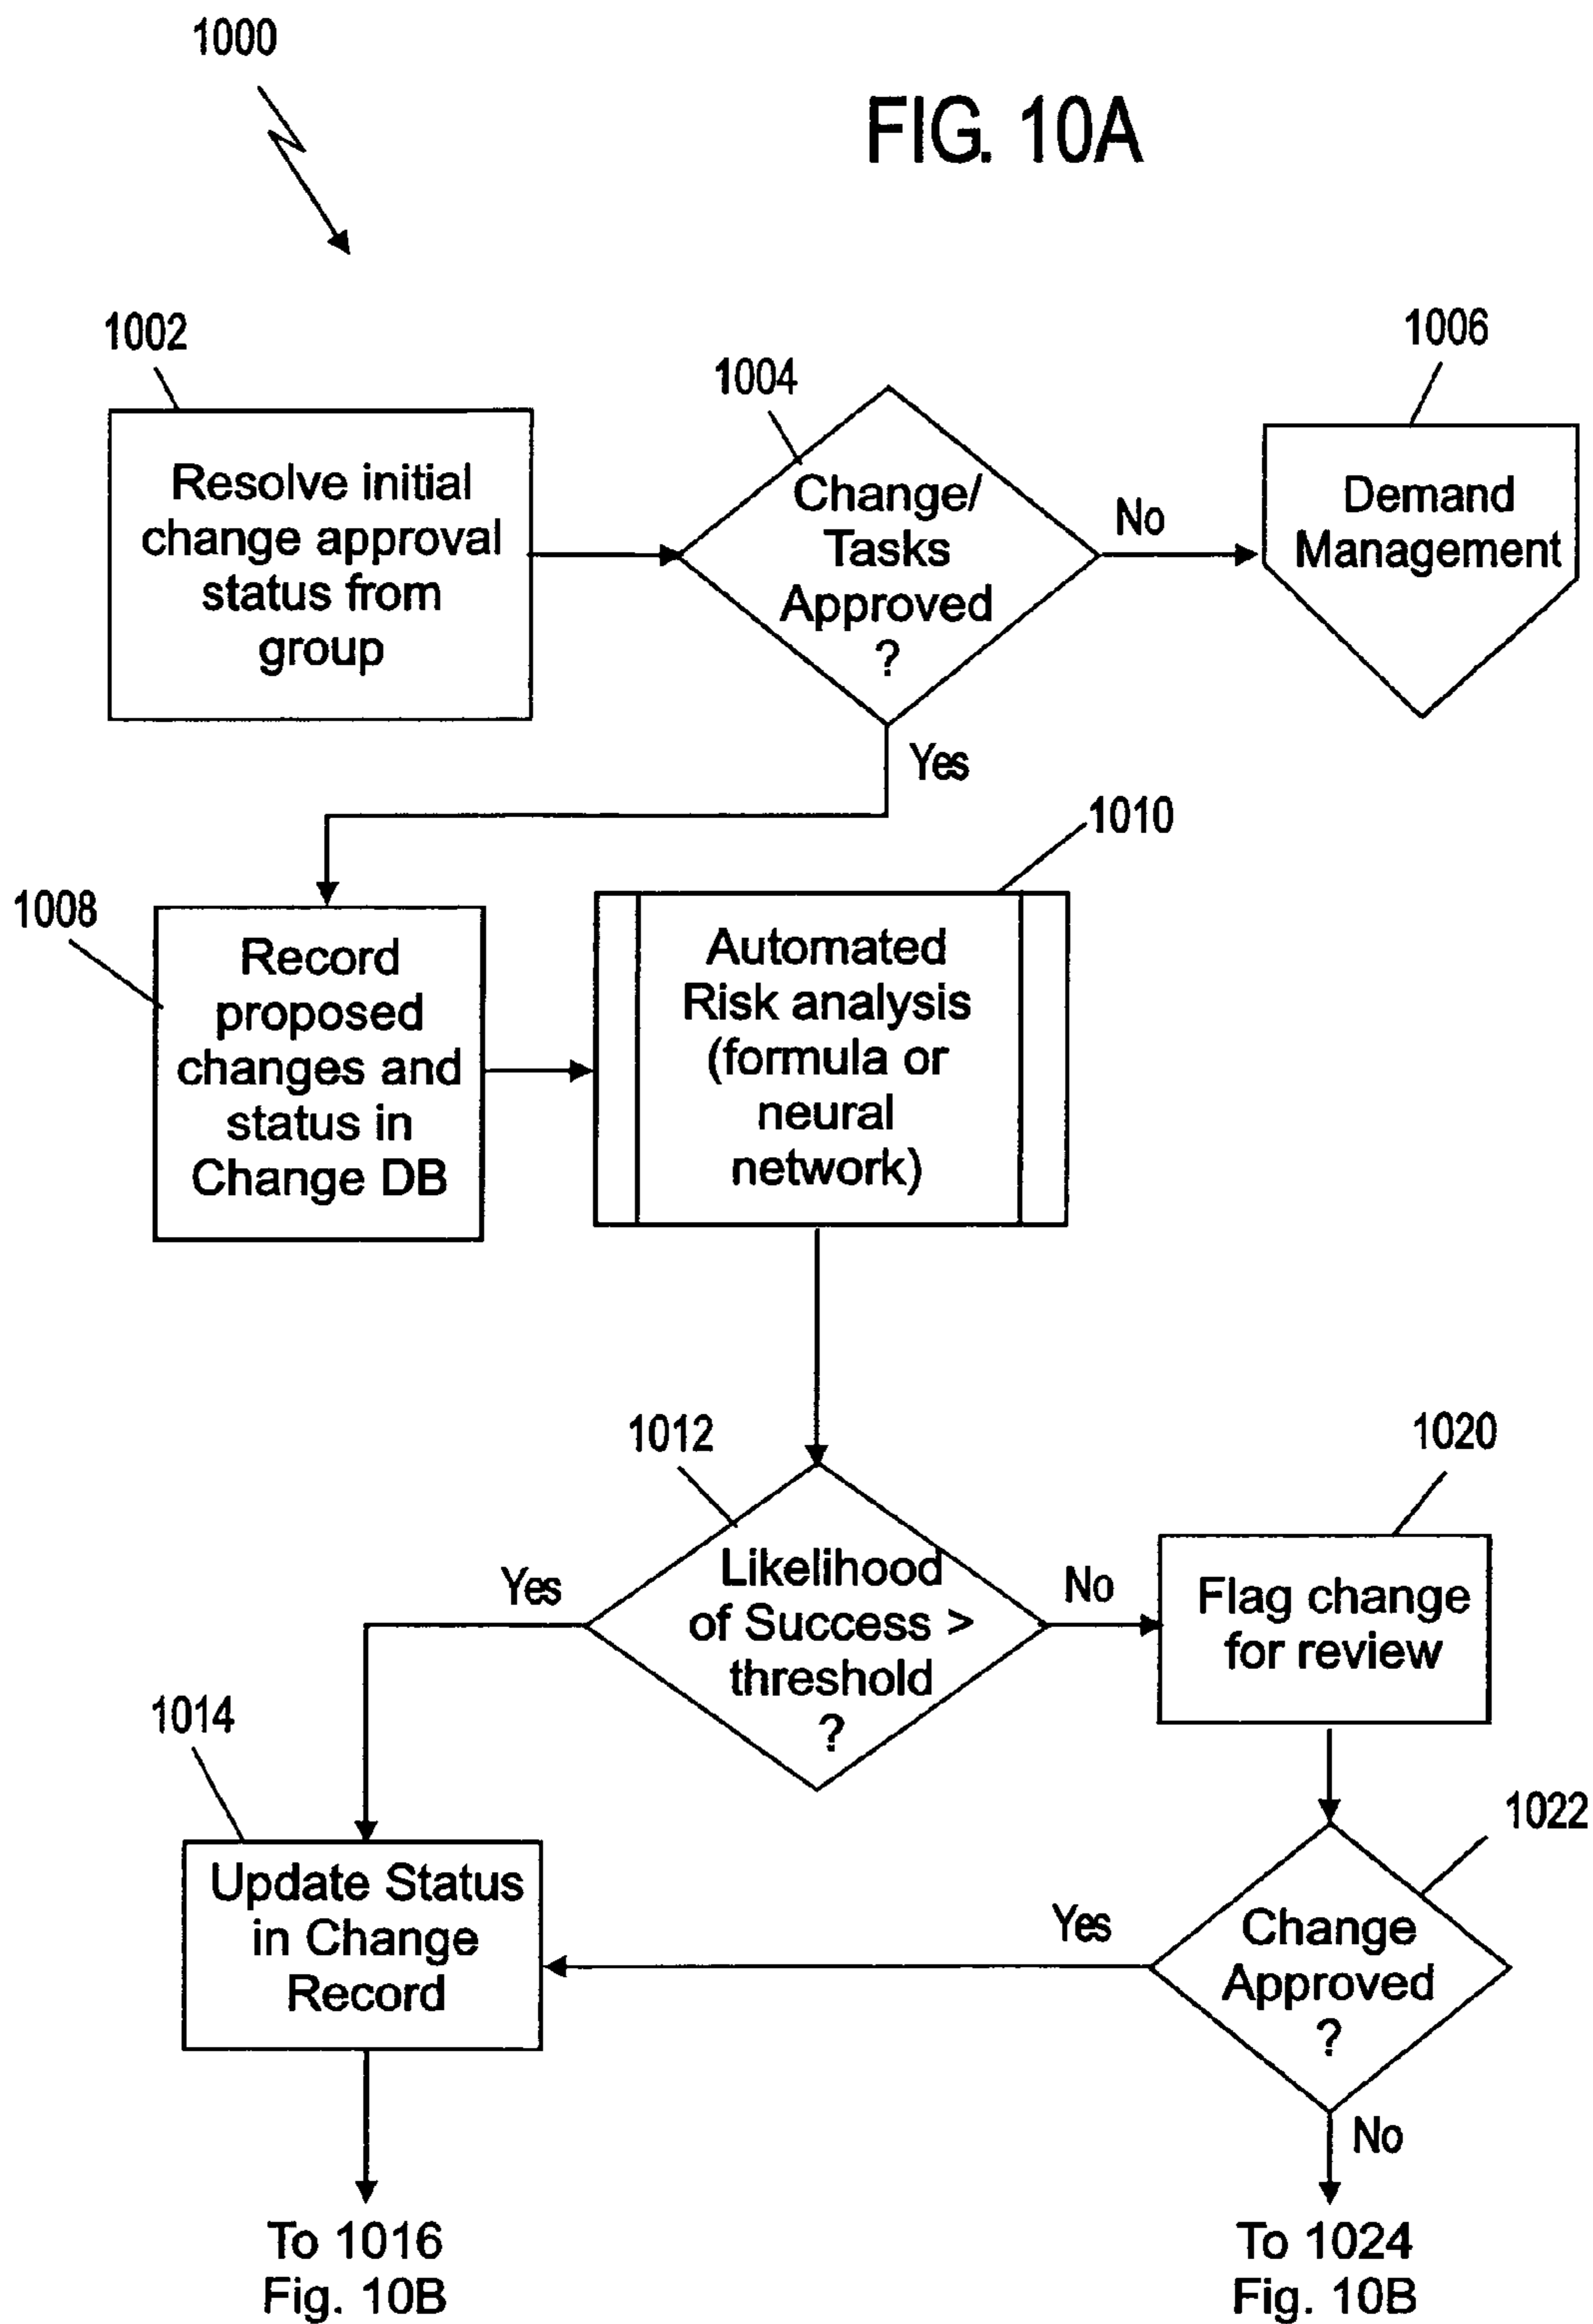 1000
FIG. 10A
1002
1004
1006
Resolve initial
change approval
status from
group
Change/
Tasks
Approved
?
No
Demand
Management
Yes
1008
1010
Record
proposed
changes and
status in
Change DB
Automated
Risk analysis
(formula or
neural
network)
1012
1020
Yes
Likelihood
of Success >
threshold
?
No
Flag change
for review
1014
1022
Update Status
in Change
Record
Yes
Change
Approved
?
No
To 1016
Fig. 10B
To 1024
Fig. 10B